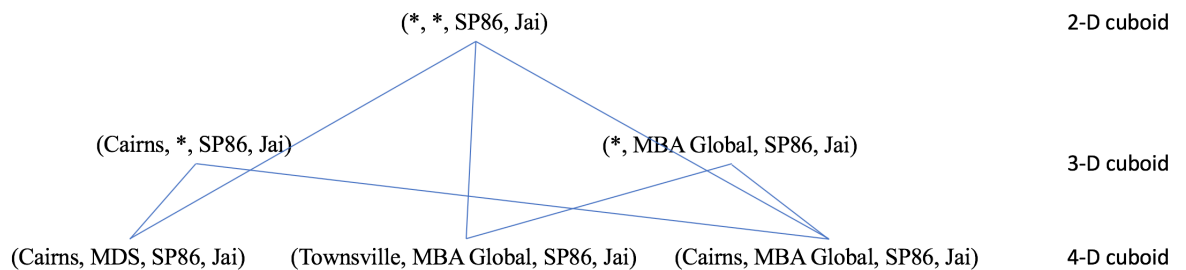 (*, *, SP86, Jai) 2-D cuboid
(Cairns, *, SP86, Jai) (*, MBA Global, SP86, Jai) 3-D cuboid
(Cairns, MDS, SP86, Jai) (Townsville, MBA Global, SP86, Jai) (Cairns, MBA Global, SP86, Jai) 4-D cuboid